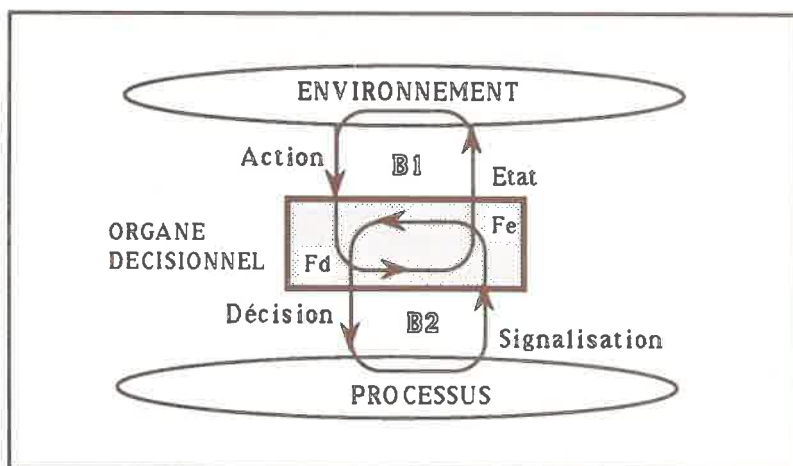 ENVIRONNEMENT
Action
B1
Etat
ORGANE
DECISIONNEL
Fe
Fd
Décision
B2
Signalisation
PROCESSUS